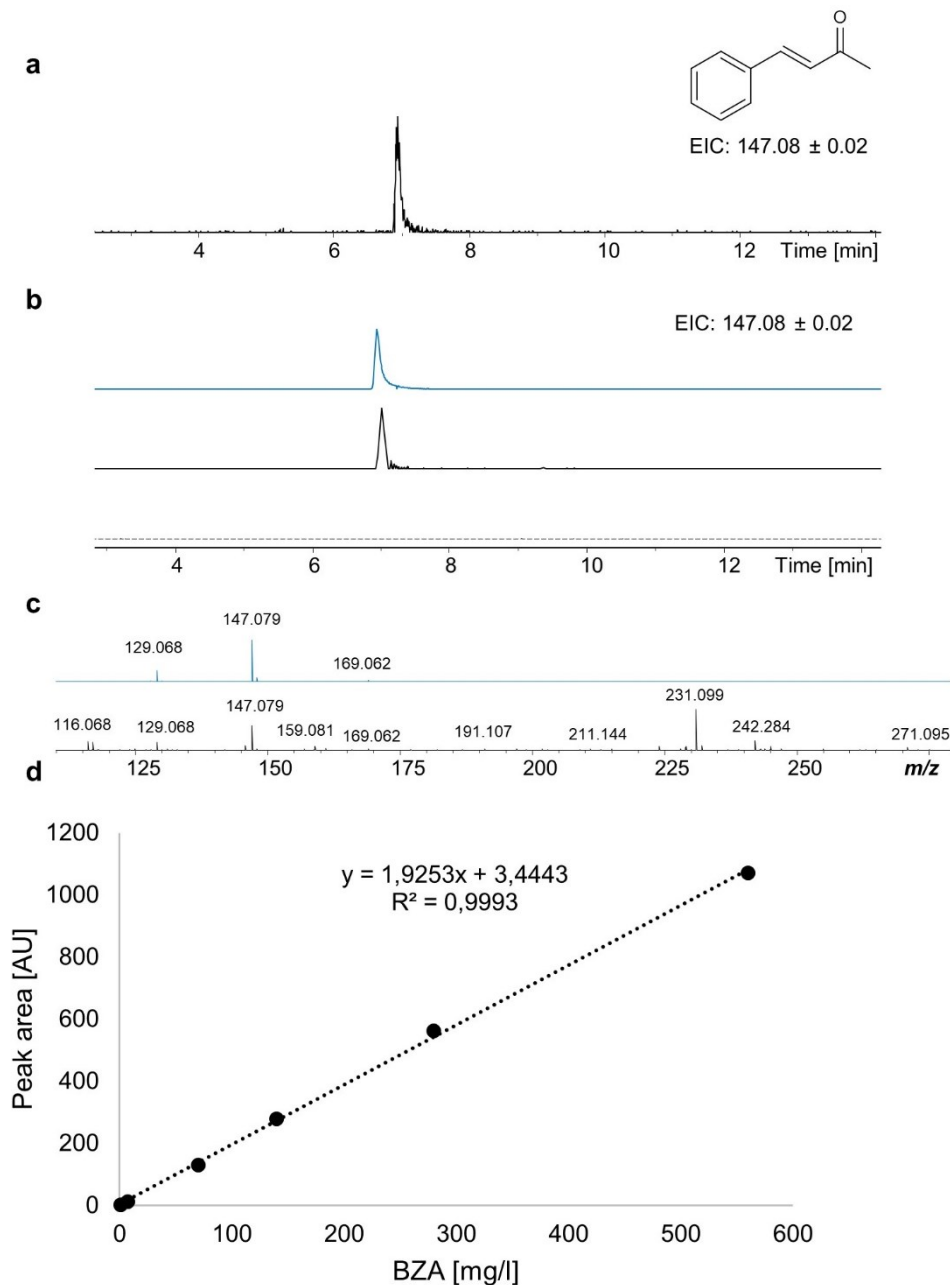 a
O
EIC: 147.08 ± 0.02
4 6 8 10 12 Time [min]
b
EIC: 147.08 ± 0.02
4 6 8 10 12 Time [min]
c
147.079
129.068
169.062
231.099
147.079
116.068 129.068 159.081 169.062 191.107 211.144 242.284 271.095
125 150 175 200 225 250 m/z
d
1200
y = 1,9253x + 3,4443
R² = 0,9993
1000
800
600
400
200
0
Peak area [AU]
0 100 200 300 400 500 600
BZA [mg/l]